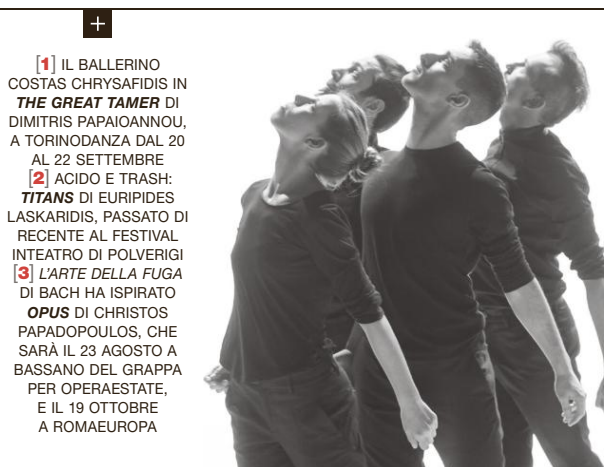 +
[1] IL BALLERINO
COSTAS CHRYSAFIDIS IN
THE GREAT TAMER DI
DIMITRIS PAPAIOANNOU,
A TORINODANZA DAL 20
AL 22 SETTEMBRE
[2] ACIDO E TRASH:
TITANS DI EURIPIDES
LASKARIDIS, PASSATO DI
RECENTE AL FESTIVAL
INTEATRO DI POLVERIGI
[3] L'ARTE DELLA FUGA
DI BACH HA ISPIRATO
OPUS DI CHRISTOS
PAPADOPOULOS, CHE
SARÀ IL 23 AGOSTO A
BASSANO DEL GRAPPA
PER OPERAESTATE,
E IL 19 OTTOBRE
A ROMAEUROPA